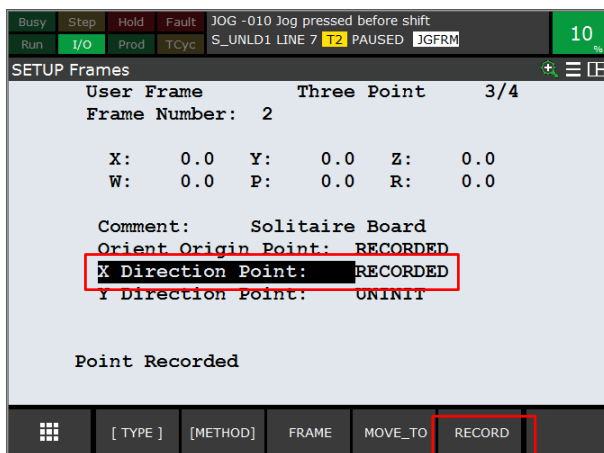 Busy Step Hold Fault JOG -010 Jog pressed before shift
Run I/O Prod TCyc S_UNLD1 LINE 7 T2 PAUSED JGFRM 10 %
SETUP Frames
User Frame Three Point 3/4
Frame Number: 2
X: 0.0 Y: 0.0 Z: 0.0
W: 0.0 P: 0.0 R: 0.0
Comment: Solitaire Board
Orient Origin Point: RECORDED
X Direction Point: RECORDED
Y Direction Point: UNINIT
Point Recorded
[ TYPE ] [METHOD] FRAME MOVE_TO RECORD